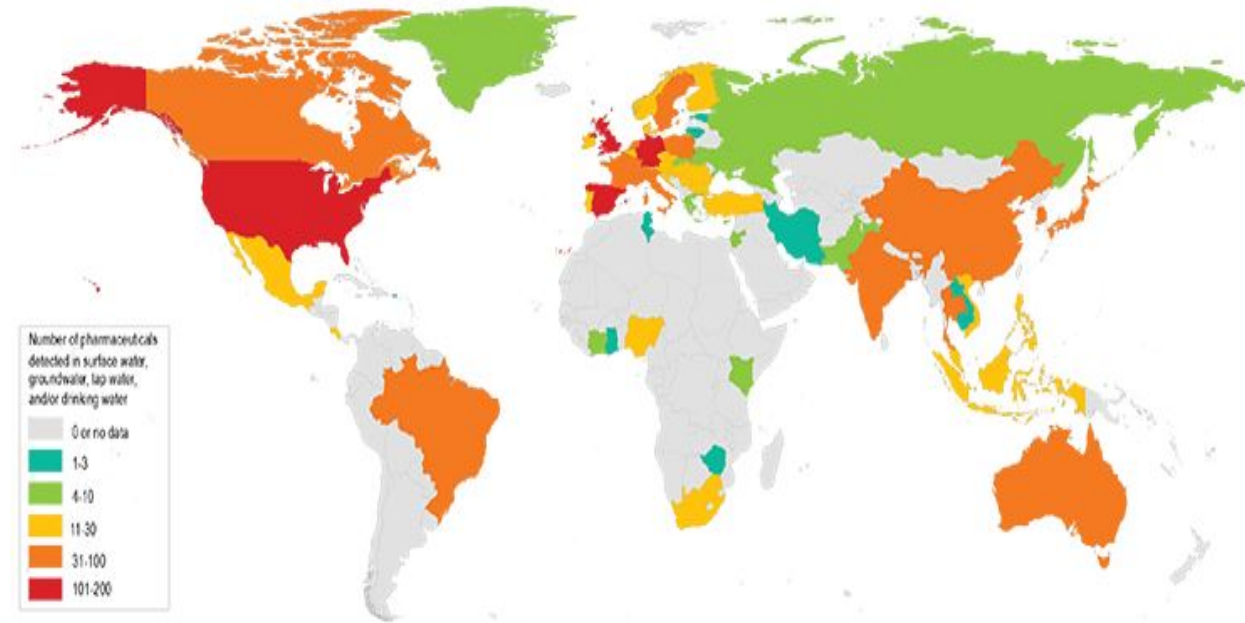 Number of pharmaceuticals
detected in surface water,
groundwater, tap water,
and/or drinking water
0 or no data
1-3
4-10
11-30
31-100
101-200